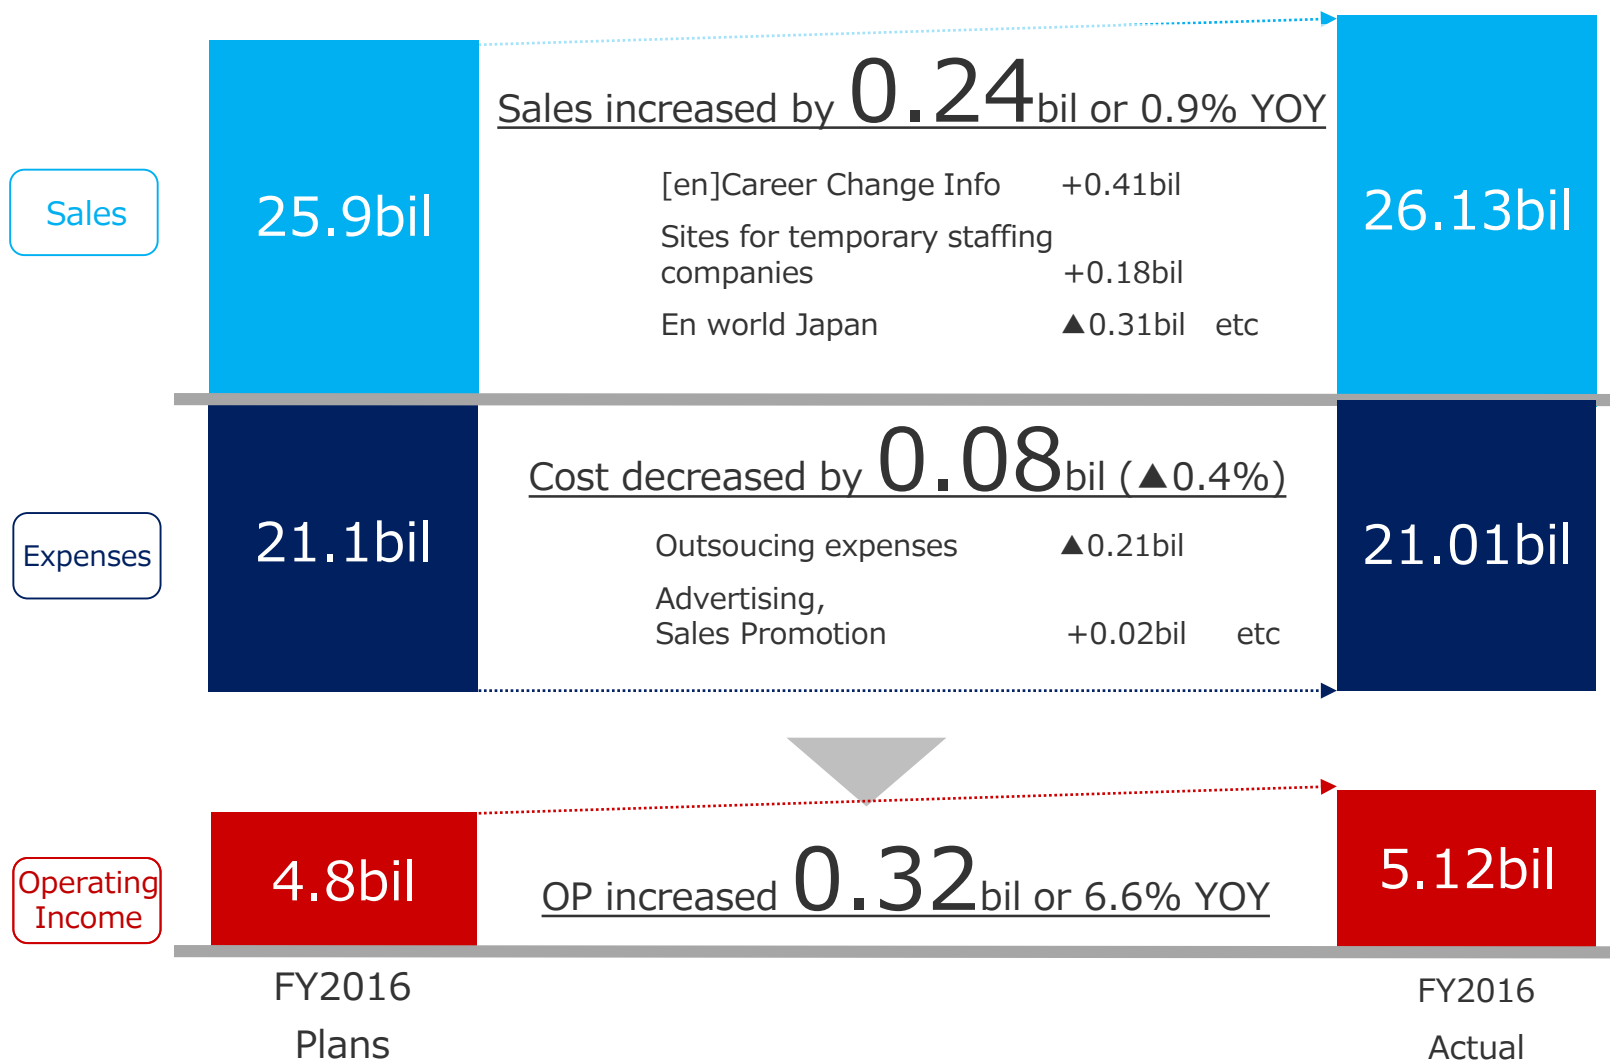 Sales
25.9bil
Sales increased by 0.24bil or 0.9% YOY
[en]Career Change Info +0.41bil
Sites for temporary staffing
companies +0.18bil
En world Japan ▲0.31bil etc
26.13bil
Expenses
21.1bil
Cost decreased by 0.08bil (▲0.4%)
Outsoucing expenses ▲0.21bil
Advertising,
Sales Promotion +0.02bil etc
21.01bil
Operating
Income
4.8bil
OP increased 0.32bil or 6.6% YOY
5.12bil
FY2016
Plans
FY2016
Actual